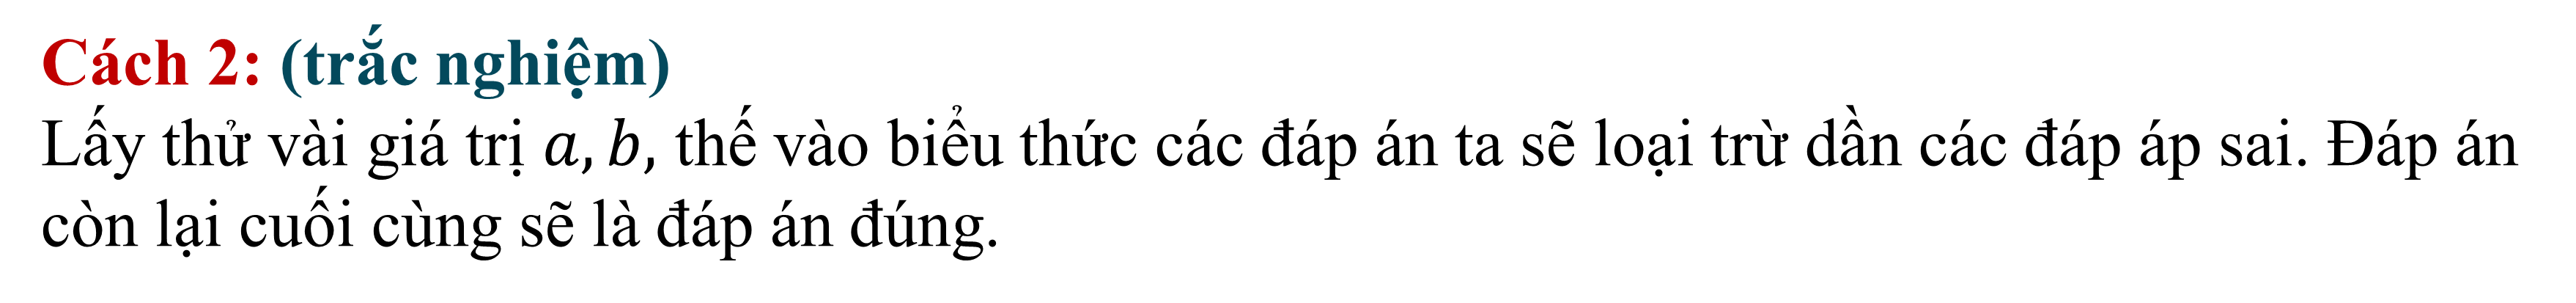 Cách 2: (trắc nghiệm)
Lấy thử vài giá trị a, b, thế vào biểu thức các đáp án ta sẽ loại trừ dần các đáp áp sai. Đáp án
còn lại cuối cùng sẽ là đáp án đúng.